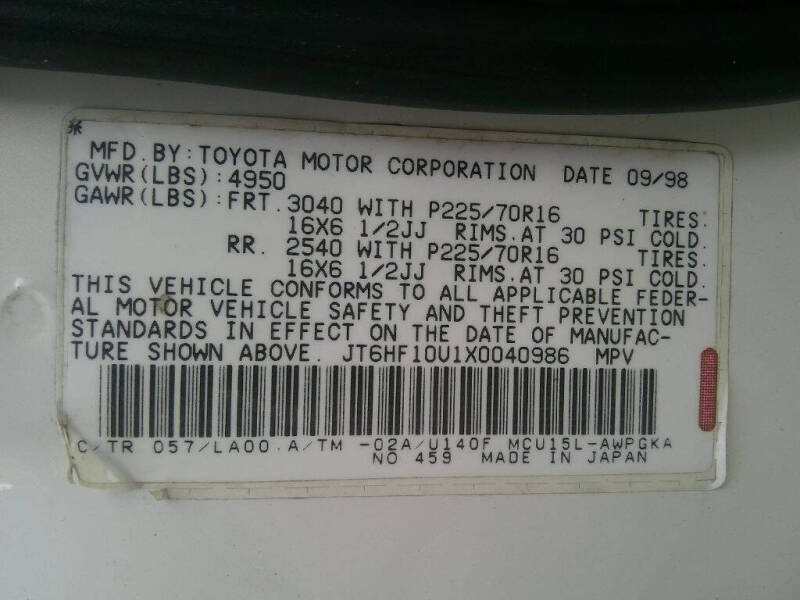 MFD. BY: TOYOTA MOTOR CORPORATION DATE 09/98
GVWR(LBS):4950
GAWR(LBS):FRT. 3040 WITH P225/70R16 TIRES.
16X6 1/2JJ RIMS. AT 30 PSI COLD.
RR. 2540 WITH P225/70R16 TIRES.
16X6 1/2JJ RIMS. AT 30 PSI COLD.
THIS VEHICLE CONFORMS TO ALL APPLICABLE FEDER-
AL MOTOR VEHICLE SAFETY AND THEFT PREVENTION
STANDARDS IN EFFECT ON THE DATE OF MANUFAC-
TURE SHOWN ABOVE. JT6HF10U1X0040986 MPV
C/TR 057/LA00 A/TM -02A/U140F MCU15L-AWPGKA
NO 459 MADE IN JAPAN